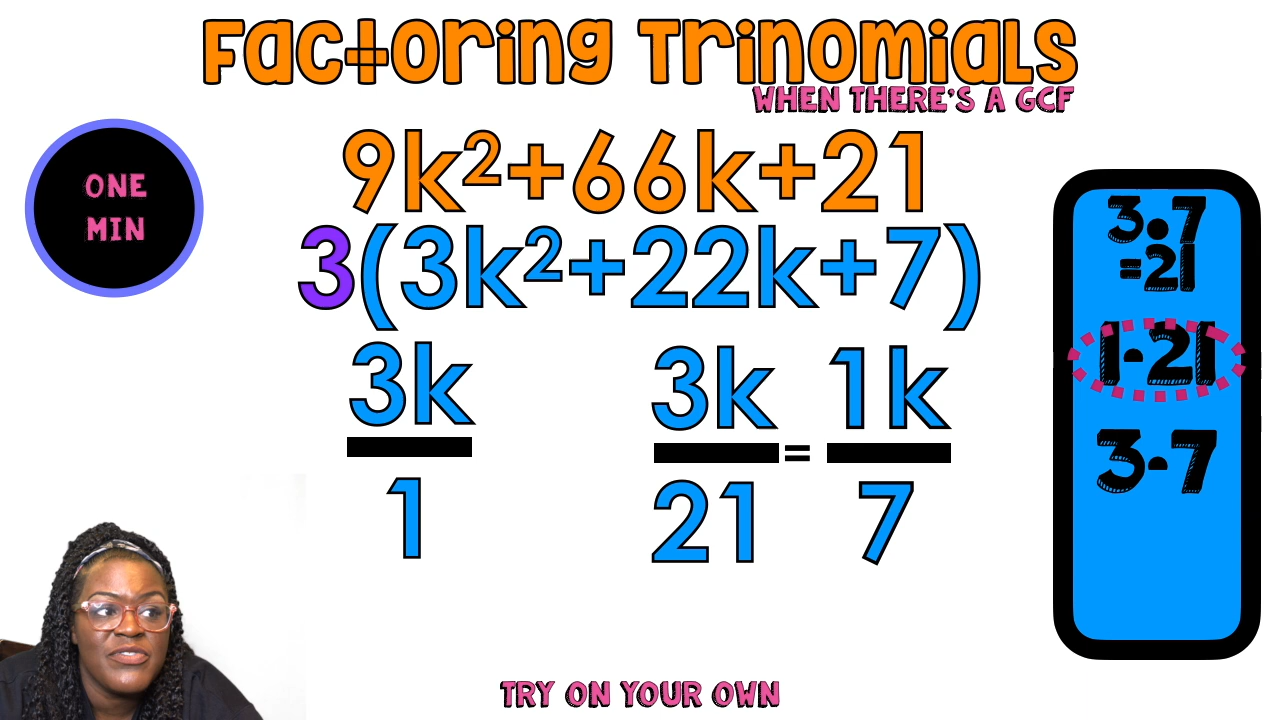 Factoring Trinomials
WHEN THERE'S A GCF
ONE
MIN
9k²+66k+21
3(3k²+22k+7)
3k
1
3k = 1k
21 7
3.7
=21
1·21
3·7
TRY ON YOUR OWN